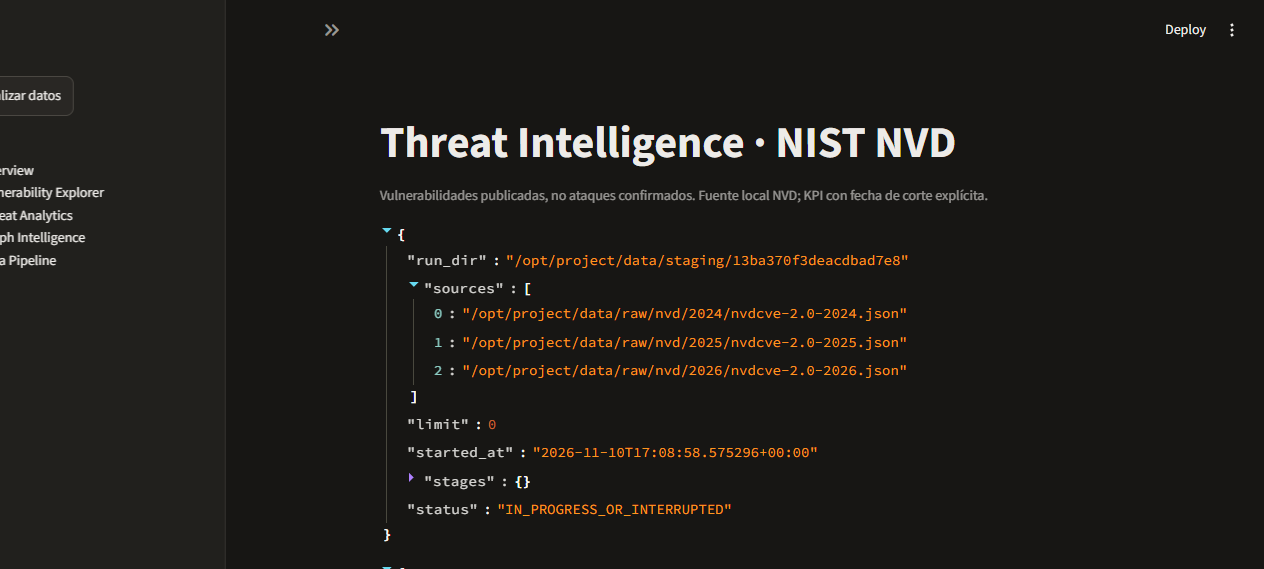 Deploy
lizar datos
rview
nerability Explorer
eat Analytics
ph Intelligence
a Pipeline
Threat Intelligence · NIST NVD
Vulnerabilidades publicadas, no ataques confirmados. Fuente local NVD; KPI con fecha de corte explícita.
{
"run_dir" : "/opt/project/data/staging/13ba370f3deacdbad7e8"
"sources" : [
0 : "/opt/project/data/raw/nvd/2024/nvdcve-2.0-2024.json"
1 : "/opt/project/data/raw/nvd/2025/nvdcve-2.0-2025.json"
2 : "/opt/project/data/raw/nvd/2026/nvdcve-2.0-2026.json"
]
"limit" : 0
"started_at" : "2026-11-10T17:08:58.575296+00:00"
"stages" : {}
"status" : "IN_PROGRESS_OR_INTERRUPTED"
}